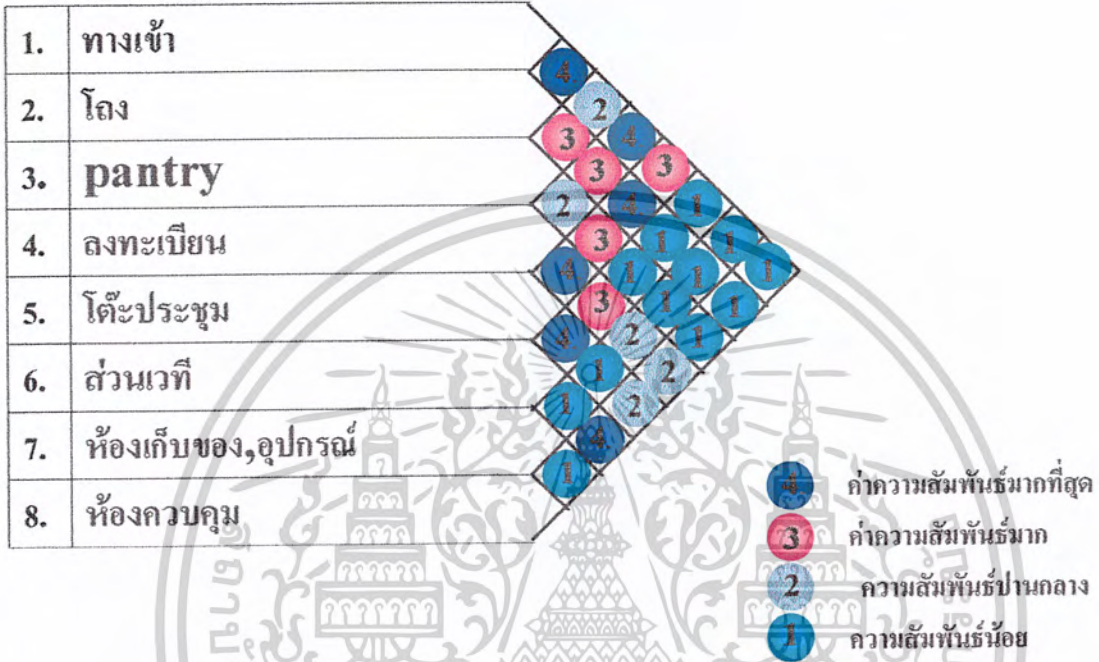 1. ทางเข้า
4
2
2. โถง
3 4
3 3
3. pantry
2 4 1
4. ลงทะเบียน
3 1 1
4 1 1 1
5. โต๊ะประชุม
3 1 1
4 2 1
6. ส่วนเวที
1 2
1 2
7. ห้องเก็บของ,อุปกรณ์
4
1
8. ห้องควบคุม
4 ค่าความสัมพันธ์มากที่สุด
3 ค่าความสัมพันธ์มาก
2 ความสัมพันธ์ปานกลาง
1 ความสัมพันธ์น้อย